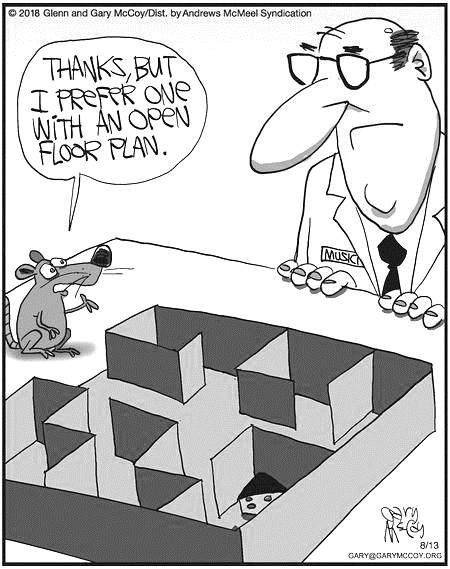 © 2018 Glenn and Gary McCoy/Dist. by Andrews McMeel Syndication
THANKS, BUT
I PREFER ONE
WITH AN OPEN
FLOOR PLAN.
MUSICK
Gary
McCoy
8/13
GARY@GARYMCCOY.ORG